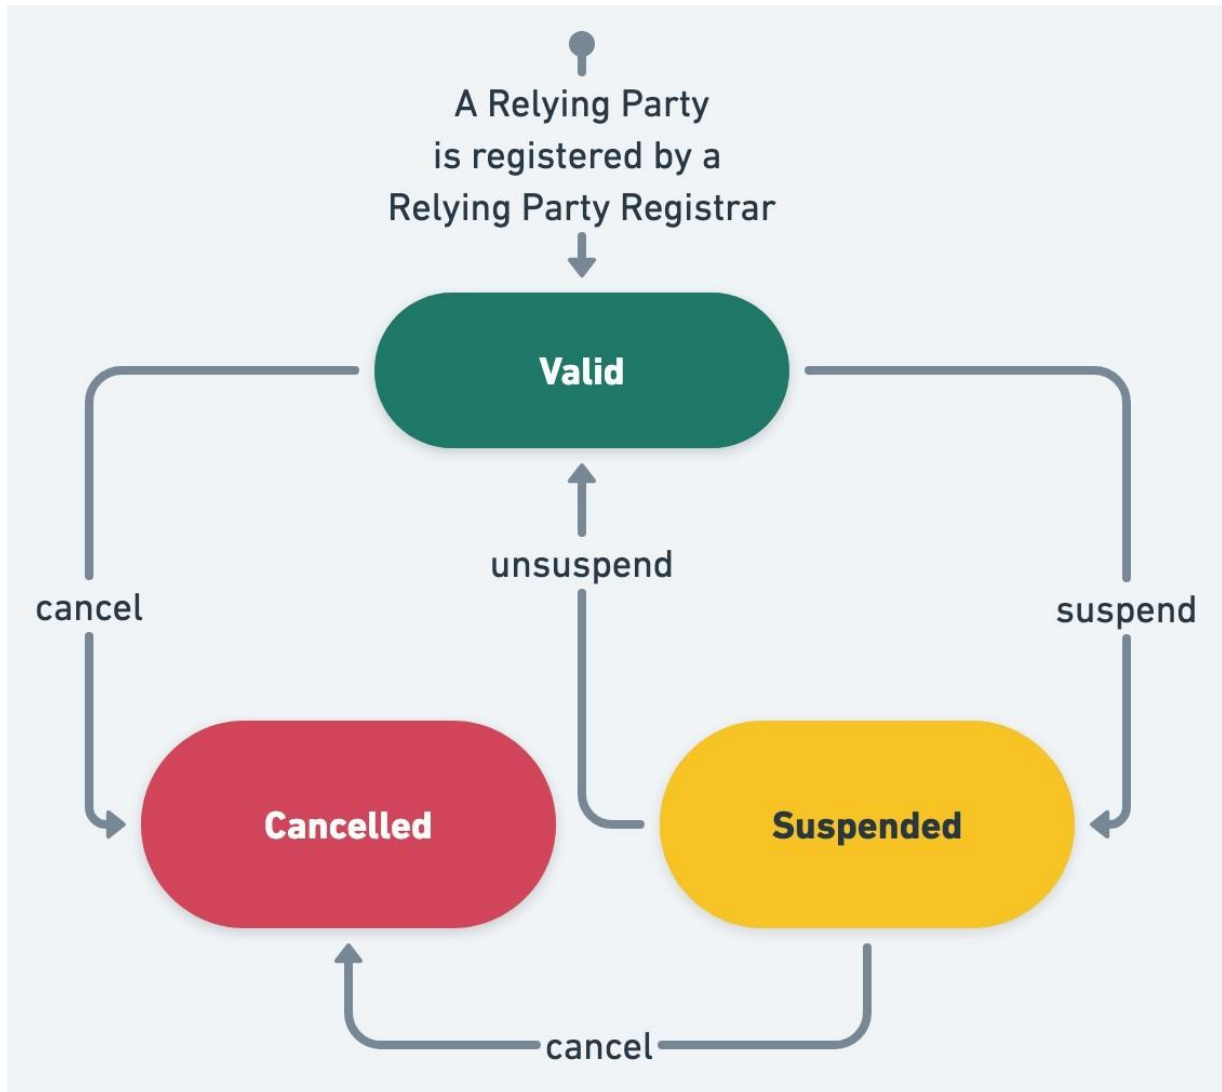 A Relying Party
is registered by a
Relying Party Registrar
Valid
unsuspend
cancel
suspend
Cancelled
Suspended
cancel